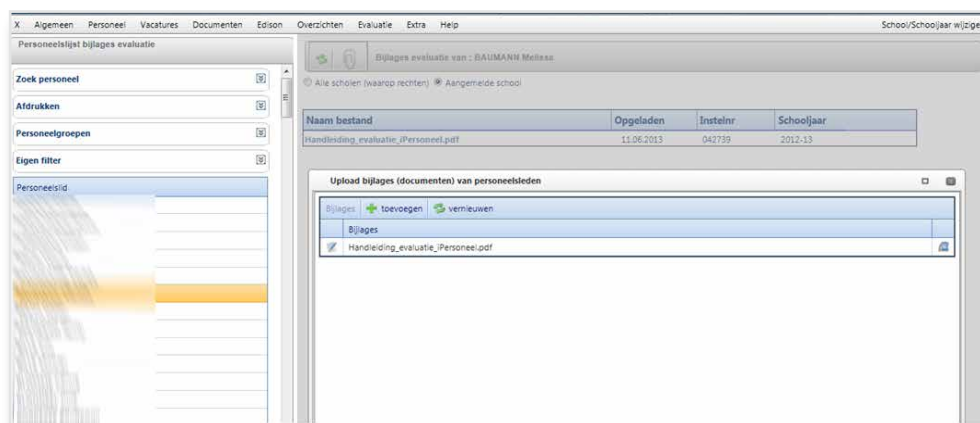 X Algemeen Personeel Vacatures Documenten Edison Overzichten Evaluatie Extra Help School/Schooljaar wijzige
Personeelslijst bijlages evaluatie
Zoek personeel
Afdrukken
Personeelgroepen
Eigen filter
Personeelslid
Bijlages evaluatie van : BAUMANN Melissa
Alle scholen (waarop rechten) Aangemelde school
Naam bestand Opgeladen Instelnr Schooljaar
Handleiding_evaluatie_iPersoneel.pdf 11.06.2013 042739 2012-13
Upload bijlages (documenten) van personeelsleden
Bijlages toevoegen vernieuwen
Bijlages
Handleiding_evaluatie_iPersoneel.pdf